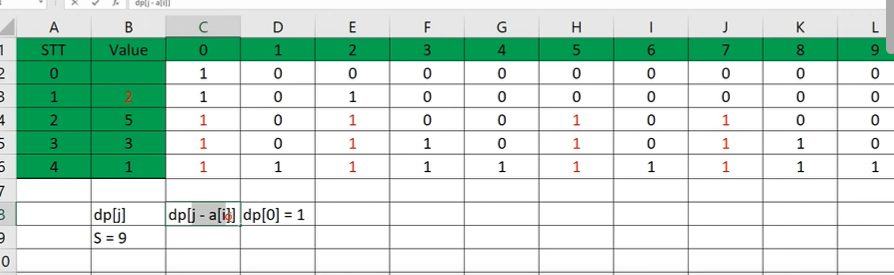 dp[j - a[i]]
A B C D E F G H I J K L
1 STT Value 0 1 2 3 4 5 6 7 8 9
2 0 1 0 0 0 0 0 0 0 0 0
3 1 2 1 0 1 0 0 0 0 0 0 0
4 2 5 1 0 1 0 0 1 0 1 0 0
5 3 3 1 0 1 1 0 1 0 1 1 0
6 4 1 1 1 1 1 1 1 1 1 1 1
7
8 dp[j] dp[j - a[i]] dp[0] = 1
9 S = 9
0